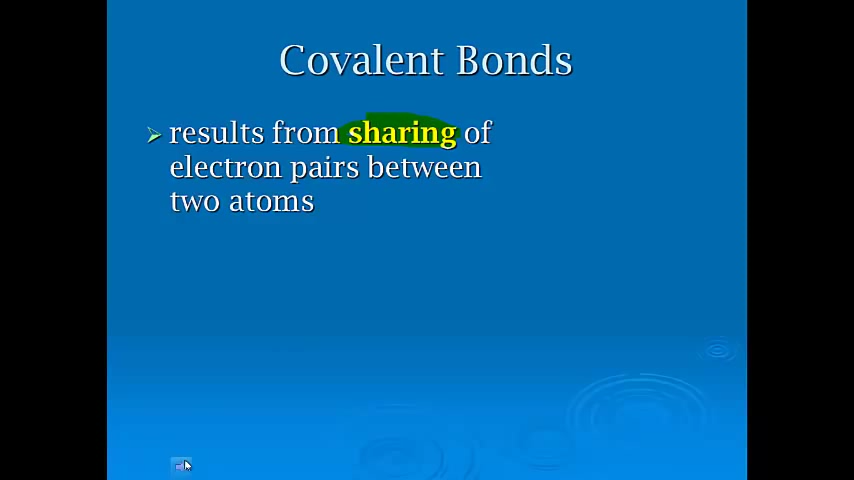 Covalent Bonds
results from sharing of
electron pairs between
two atoms